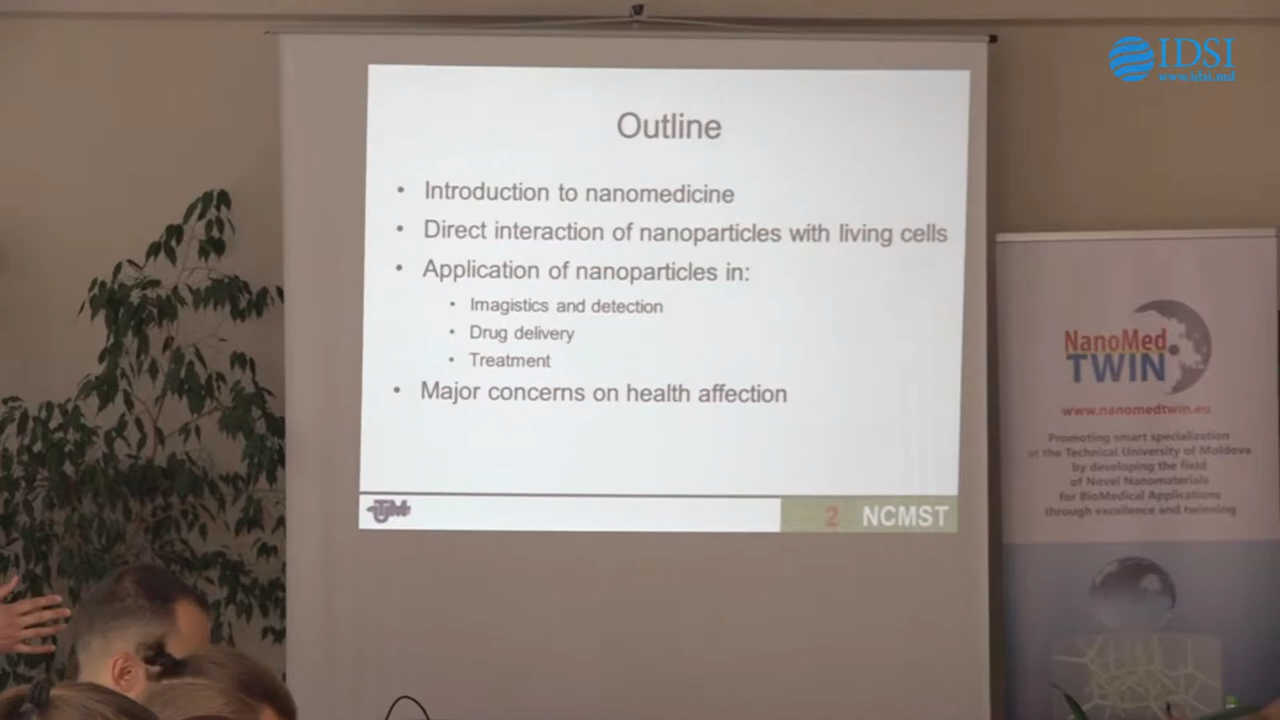 IDSI
www.idsi.md
Outline
• Introduction to nanomedicine
• Direct interaction of nanoparticles with living cells
• Application of nanoparticles in:
• Imagistics and detection
• Drug delivery
• Treatment
• Major concerns on health affection
2 NCMST
NanoMed
TWIN
www.nanomedtwin.eu
Promoting smart specialization
at the Technical University of Moldova
by developing the field
of Novel Nanomaterials
for BioMedical Applications
through excellence and twinning